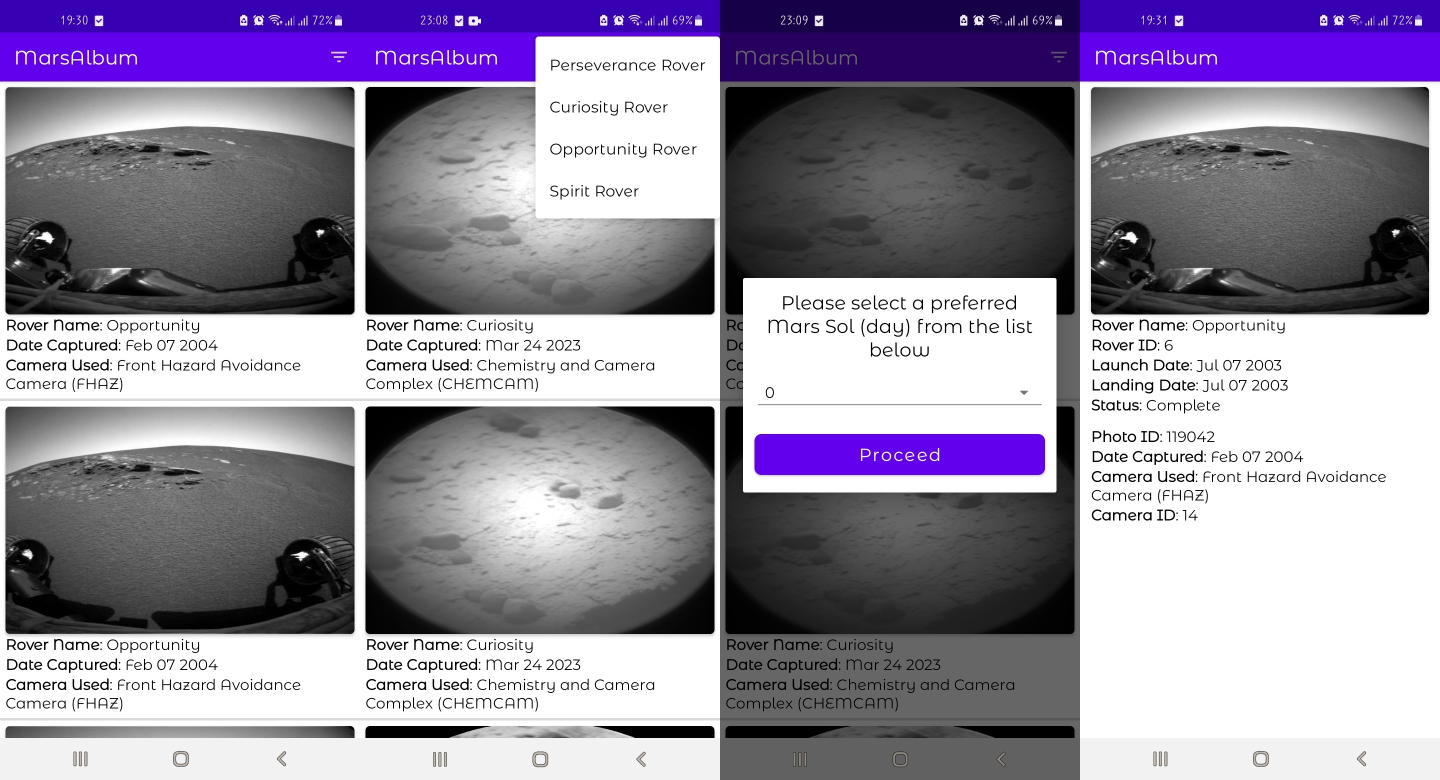 19:30
72%
MarsAlbum
Rover Name: Opportunity
Date Captured: Feb 07 2004
Camera Used: Front Hazard Avoidance
Camera (FHAZ)
Rover Name: Opportunity
Date Captured: Feb 07 2004
Camera Used: Front Hazard Avoidance
Camera (FHAZ)
23:08
69%
MarsAlbum
Perseverance Rover
Curiosity Rover
Opportunity Rover
Spirit Rover
Rover Name: Curiosity
Date Captured: Mar 24 2023
Camera Used: Chemistry and Camera
Complex (CHEMCAM)
Rover Name: Curiosity
Date Captured: Mar 24 2023
Camera Used: Chemistry and Camera
Complex (CHEMCAM)
23:09
69%
MarsAlbum
Please select a preferred
Mars Sol (day) from the list
below
0
Proceed
Rover Name: Curiosity
Date Captured: Mar 24 2023
Camera Used: Chemistry and Camera
Complex (CHEMCAM)
19:31
72%
MarsAlbum
Rover Name: Opportunity
Rover ID: 6
Launch Date: Jul 07 2003
Landing Date: Jul 07 2003
Status: Complete
Photo ID: 119042
Date Captured: Feb 07 2004
Camera Used: Front Hazard Avoidance
Camera (FHAZ)
Camera ID: 14